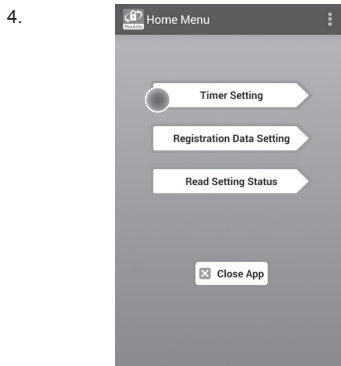 4.
Home Menu
Timer Setting
Registration Data Setting
Read Setting Status
Close App